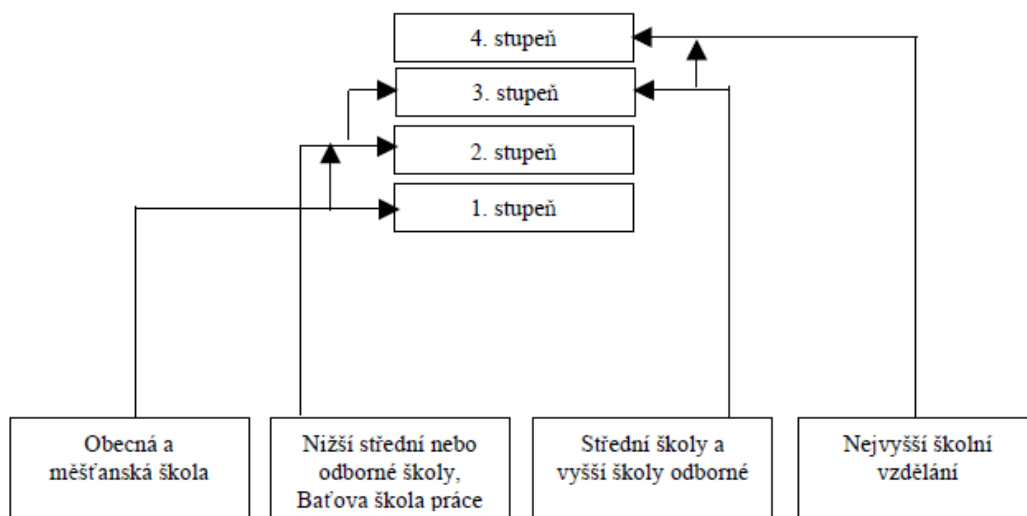 4. stupeň
3. stupeň
2. stupeň
1. stupeň
Obecná a
měšťanská škola
Nižší střední nebo
odborné školy,
Baťova škola práce
Střední školy a
vyšší školy odborné
Nejvyšší školní
vzdělání